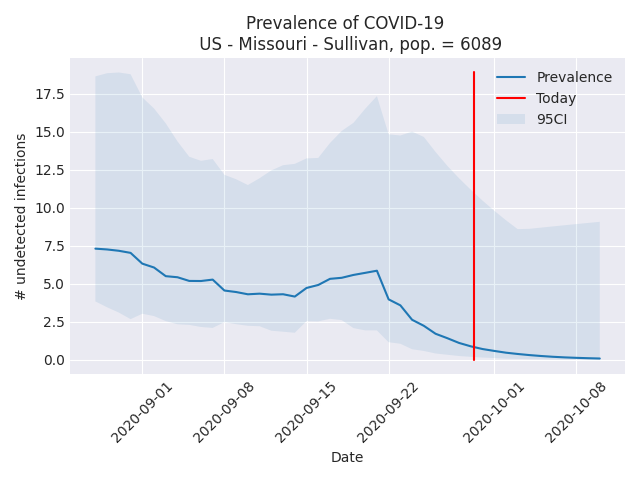 Prevalence of COVID-19
US - Missouri - Sullivan, pop. = 6089
Prevalence
Today
95CI
# undetected infections
17.5
15.0
12.5
10.0
7.5
5.0
2.5
0.0
2020-09-01
2020-09-08
2020-09-15
2020-09-22
2020-10-01
2020-10-08
Date